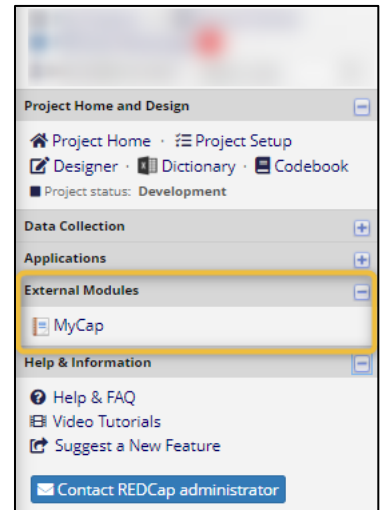 Project Home and Design
Project Home · Project Setup
Designer · Dictionary · Codebook
Project status: Development
Data Collection
Applications
External Modules
MyCap
Help & Information
Help & FAQ
Video Tutorials
Suggest a New Feature
Contact REDCap administrator